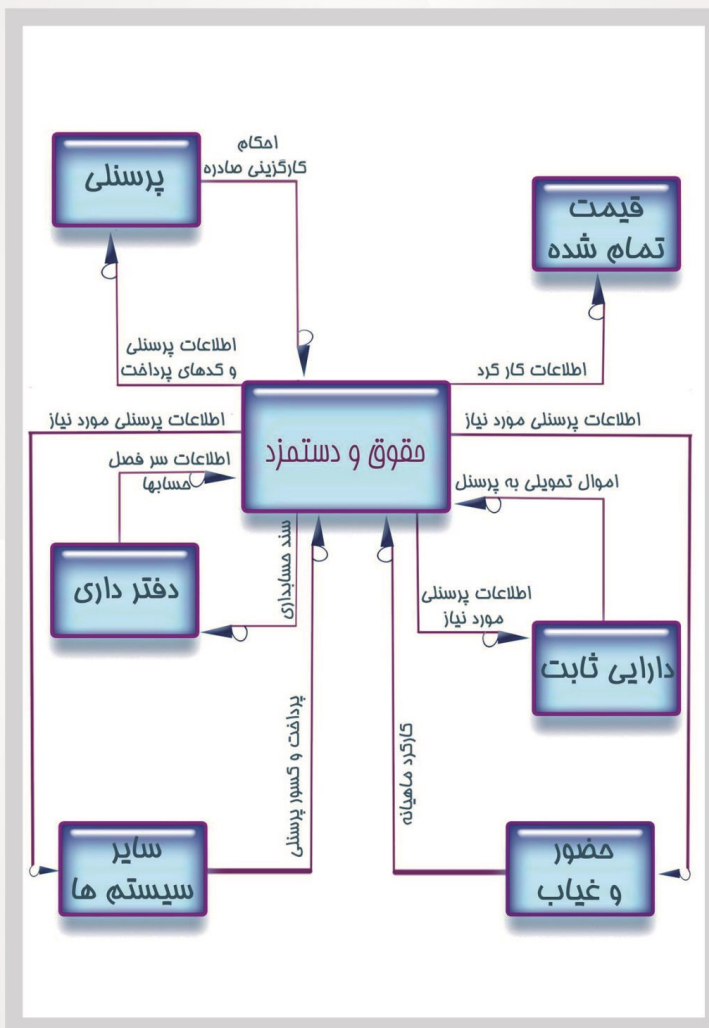 احکام
کارگزینی صادره
پرسنلی
قیمت
تمام شده
اطلاعات پرسنلی
و کدهای پرداخت
اطلاعات کار کرد
اطلاعات پرسنلی مورد نیاز
اطلاعات پرسنلی مورد نیاز
حقوق و دستمزد
اطلاعات سر فصل
حسابها
اموال تحویلی به پرسنل
دفتر داری
سند حسابداری
اطلاعات پرسنلی
مورد نیاز
دارایی ثابت
پرداخت و کسور پرسنلی
کارکرد ماهیانه
سایر
سیستم ها
حضور
و غیاب